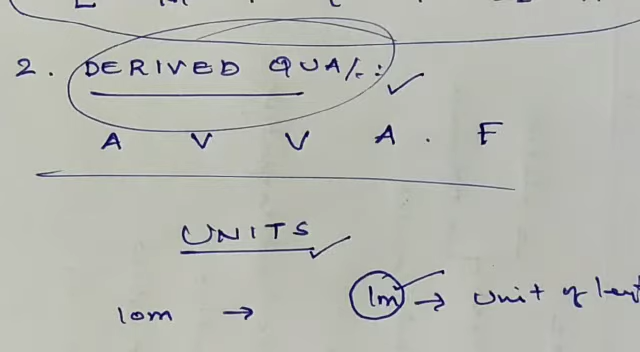 2. DERIVED QUA/-:
A V V A . F
UNITS
10m → 1m → unit of